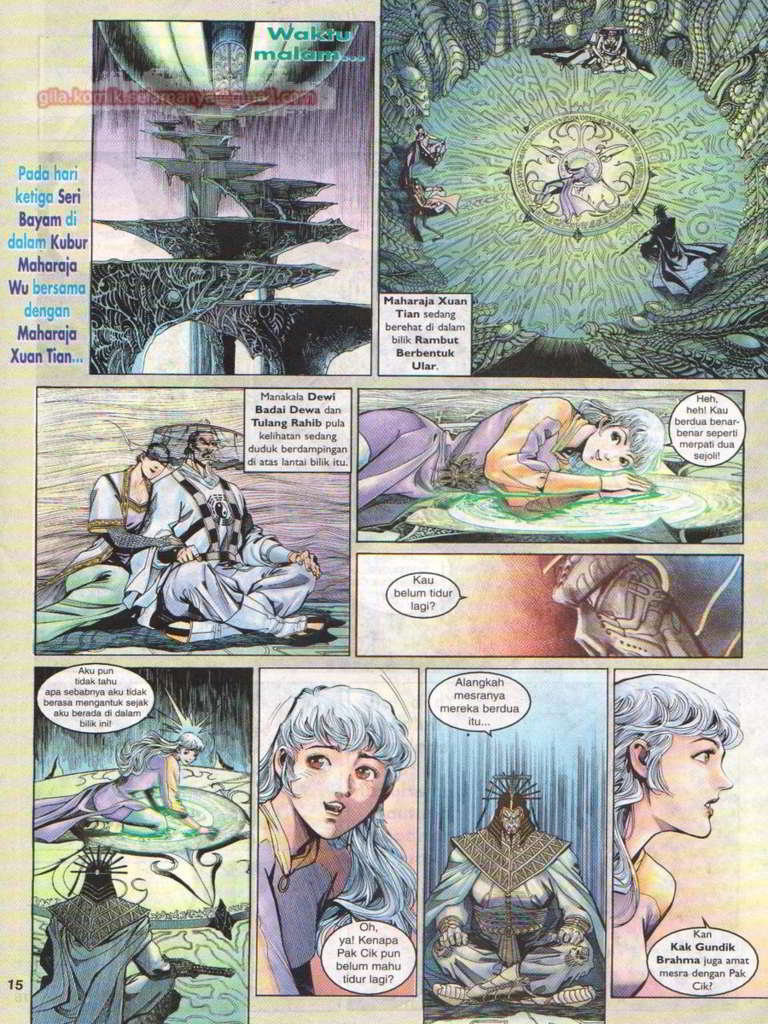 Waktu
malam...
gila.komik.sulamanya@gmail.com
Pada hari
ketiga Seri
Bayam di
dalam Kubur
Maharaja
Wu bersama
dengan
Maharaja
Xuan Tian...
Maharaja Xuan
Tian sedang
berehat di dalam
bilik Rambut
Berbentuk
Ular.
Manakala Dewi
Badai Dewa dan
Tulang Rahib pula
kelihatan sedang
duduk berdampingan
di atas lantai bilik itu.
Heh,
heh! Kau
berdua benar-
benar seperti
merpati dua
sejoli!
Kau
belum tidur
lagi?
Aku pun
tidak tahu
apa sebabnya aku tidak
berasa mengantuk sejak
aku berada di dalam
bilik ini!
Oh,
ya! Kenapa
Pak Cik pun
belum mahu
tidur lagi?
Alangkah
mesranya
mereka berdua
itu...
Kan
Kak Gundik
Brahma juga amat
mesra dengan Pak
Cik?
15